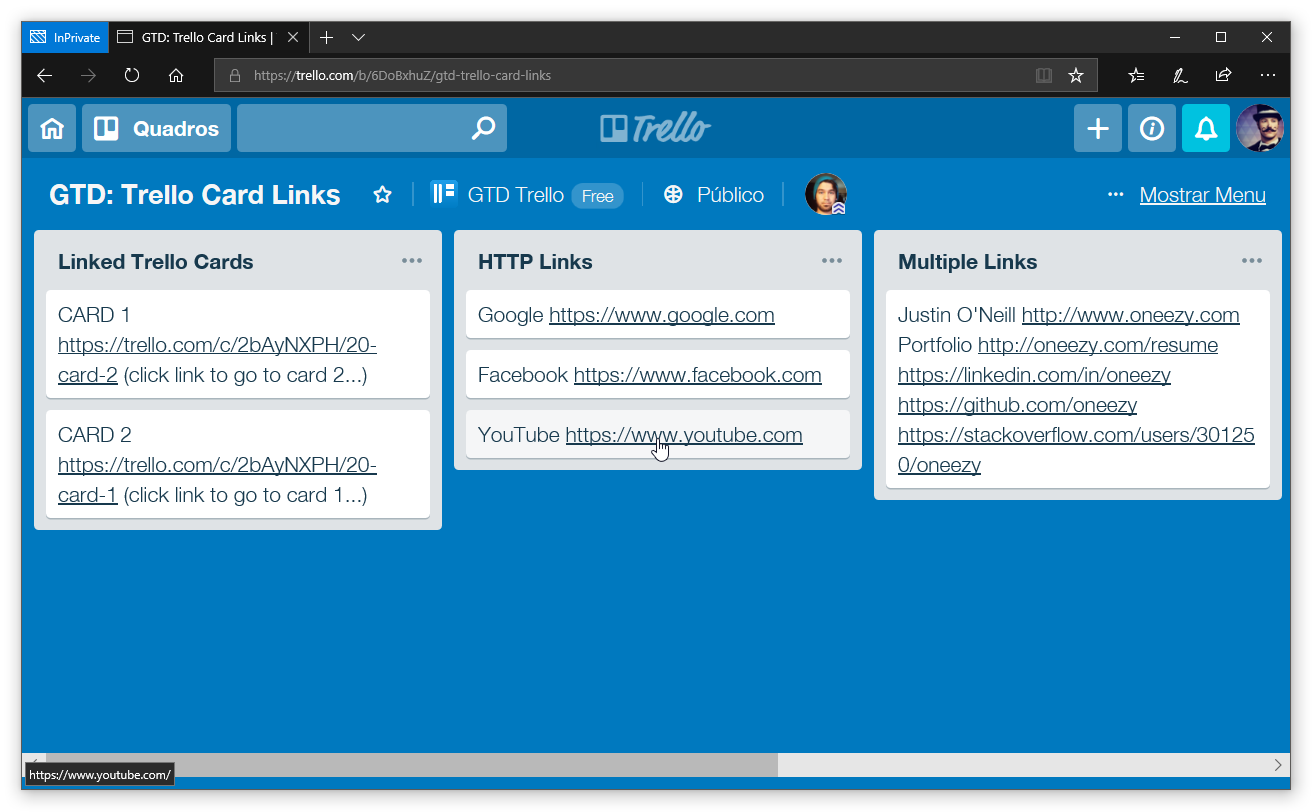 InPrivate
GTD: Trello Card Links |
https://trello.com/b/6DoBxhuZ/gtd-trello-card-links
Quadros
Trello
GTD: Trello Card Links
GTD Trello Free
Público
Mostrar Menu
Linked Trello Cards
CARD 1
https://trello.com/c/2bAyNXPH/20-
card-2 (click link to go to card 2...)
CARD 2
https://trello.com/c/2bAyNXPH/20-
card-1 (click link to go to card 1...)
HTTP Links
Google https://www.google.com
Facebook https://www.facebook.com
YouTube https://www.youtube.com
Multiple Links
Justin O'Neill http://www.oneezy.com
Portfolio http://oneezy.com/resume
https://linkedin.com/in/oneezy
https://github.com/oneezy
https://stackoverflow.com/users/30125
0/oneezy
https://www.youtube.com/